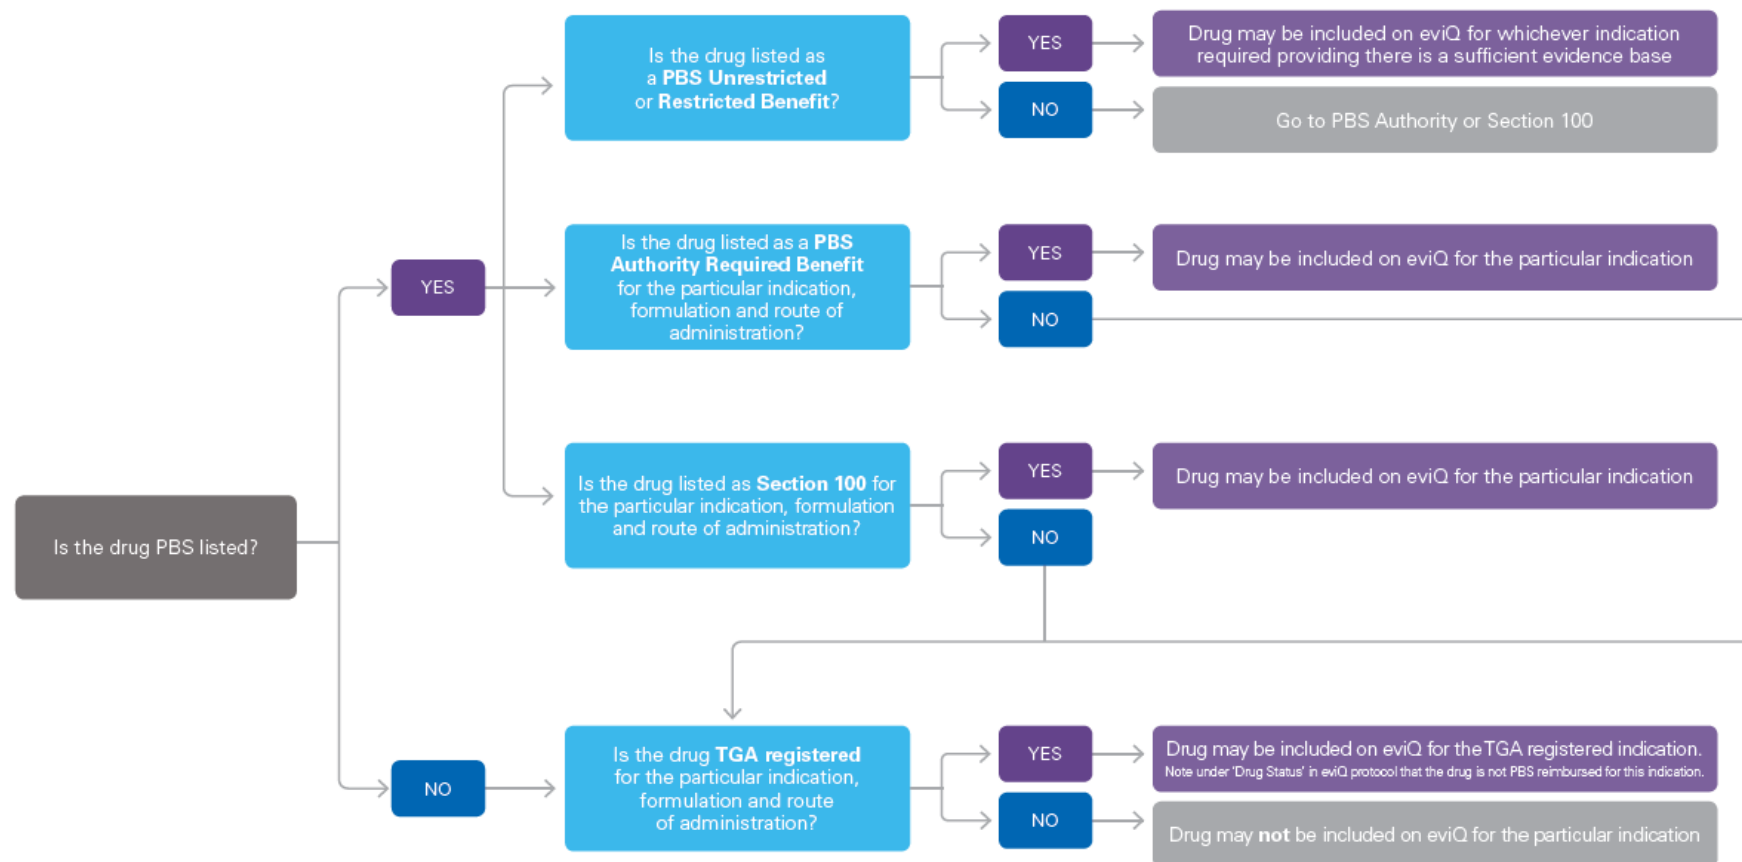 Is the drug listed as
a PBS Unrestricted
or Restricted Benefit?
YES
Drug may be included on eviQ for whichever indication
required providing there is a sufficient evidence base
NO
Go to PBS Authority or Section 100
Is the drug listed as a PBS
Authority Required Benefit
for the particular indication,
formulation and route of
administration?
YES
Drug may be included on eviQ for the particular indication
NO
YES
Is the drug listed as Section 100 for
the particular indication, formulation
and route of administration?
YES
Drug may be included on eviQ for the particular indication
NO
Is the drug PBS listed?
NO
Is the drug TGA registered
for the particular indication,
formulation and route
of administration?
YES
Drug may be included on eviQ for the TGA registered indication.
Note under 'Drug Status' in eviQ protocol that the drug is not PBS reimbursed for this indication.
NO
Drug may not be included on eviQ for the particular indication